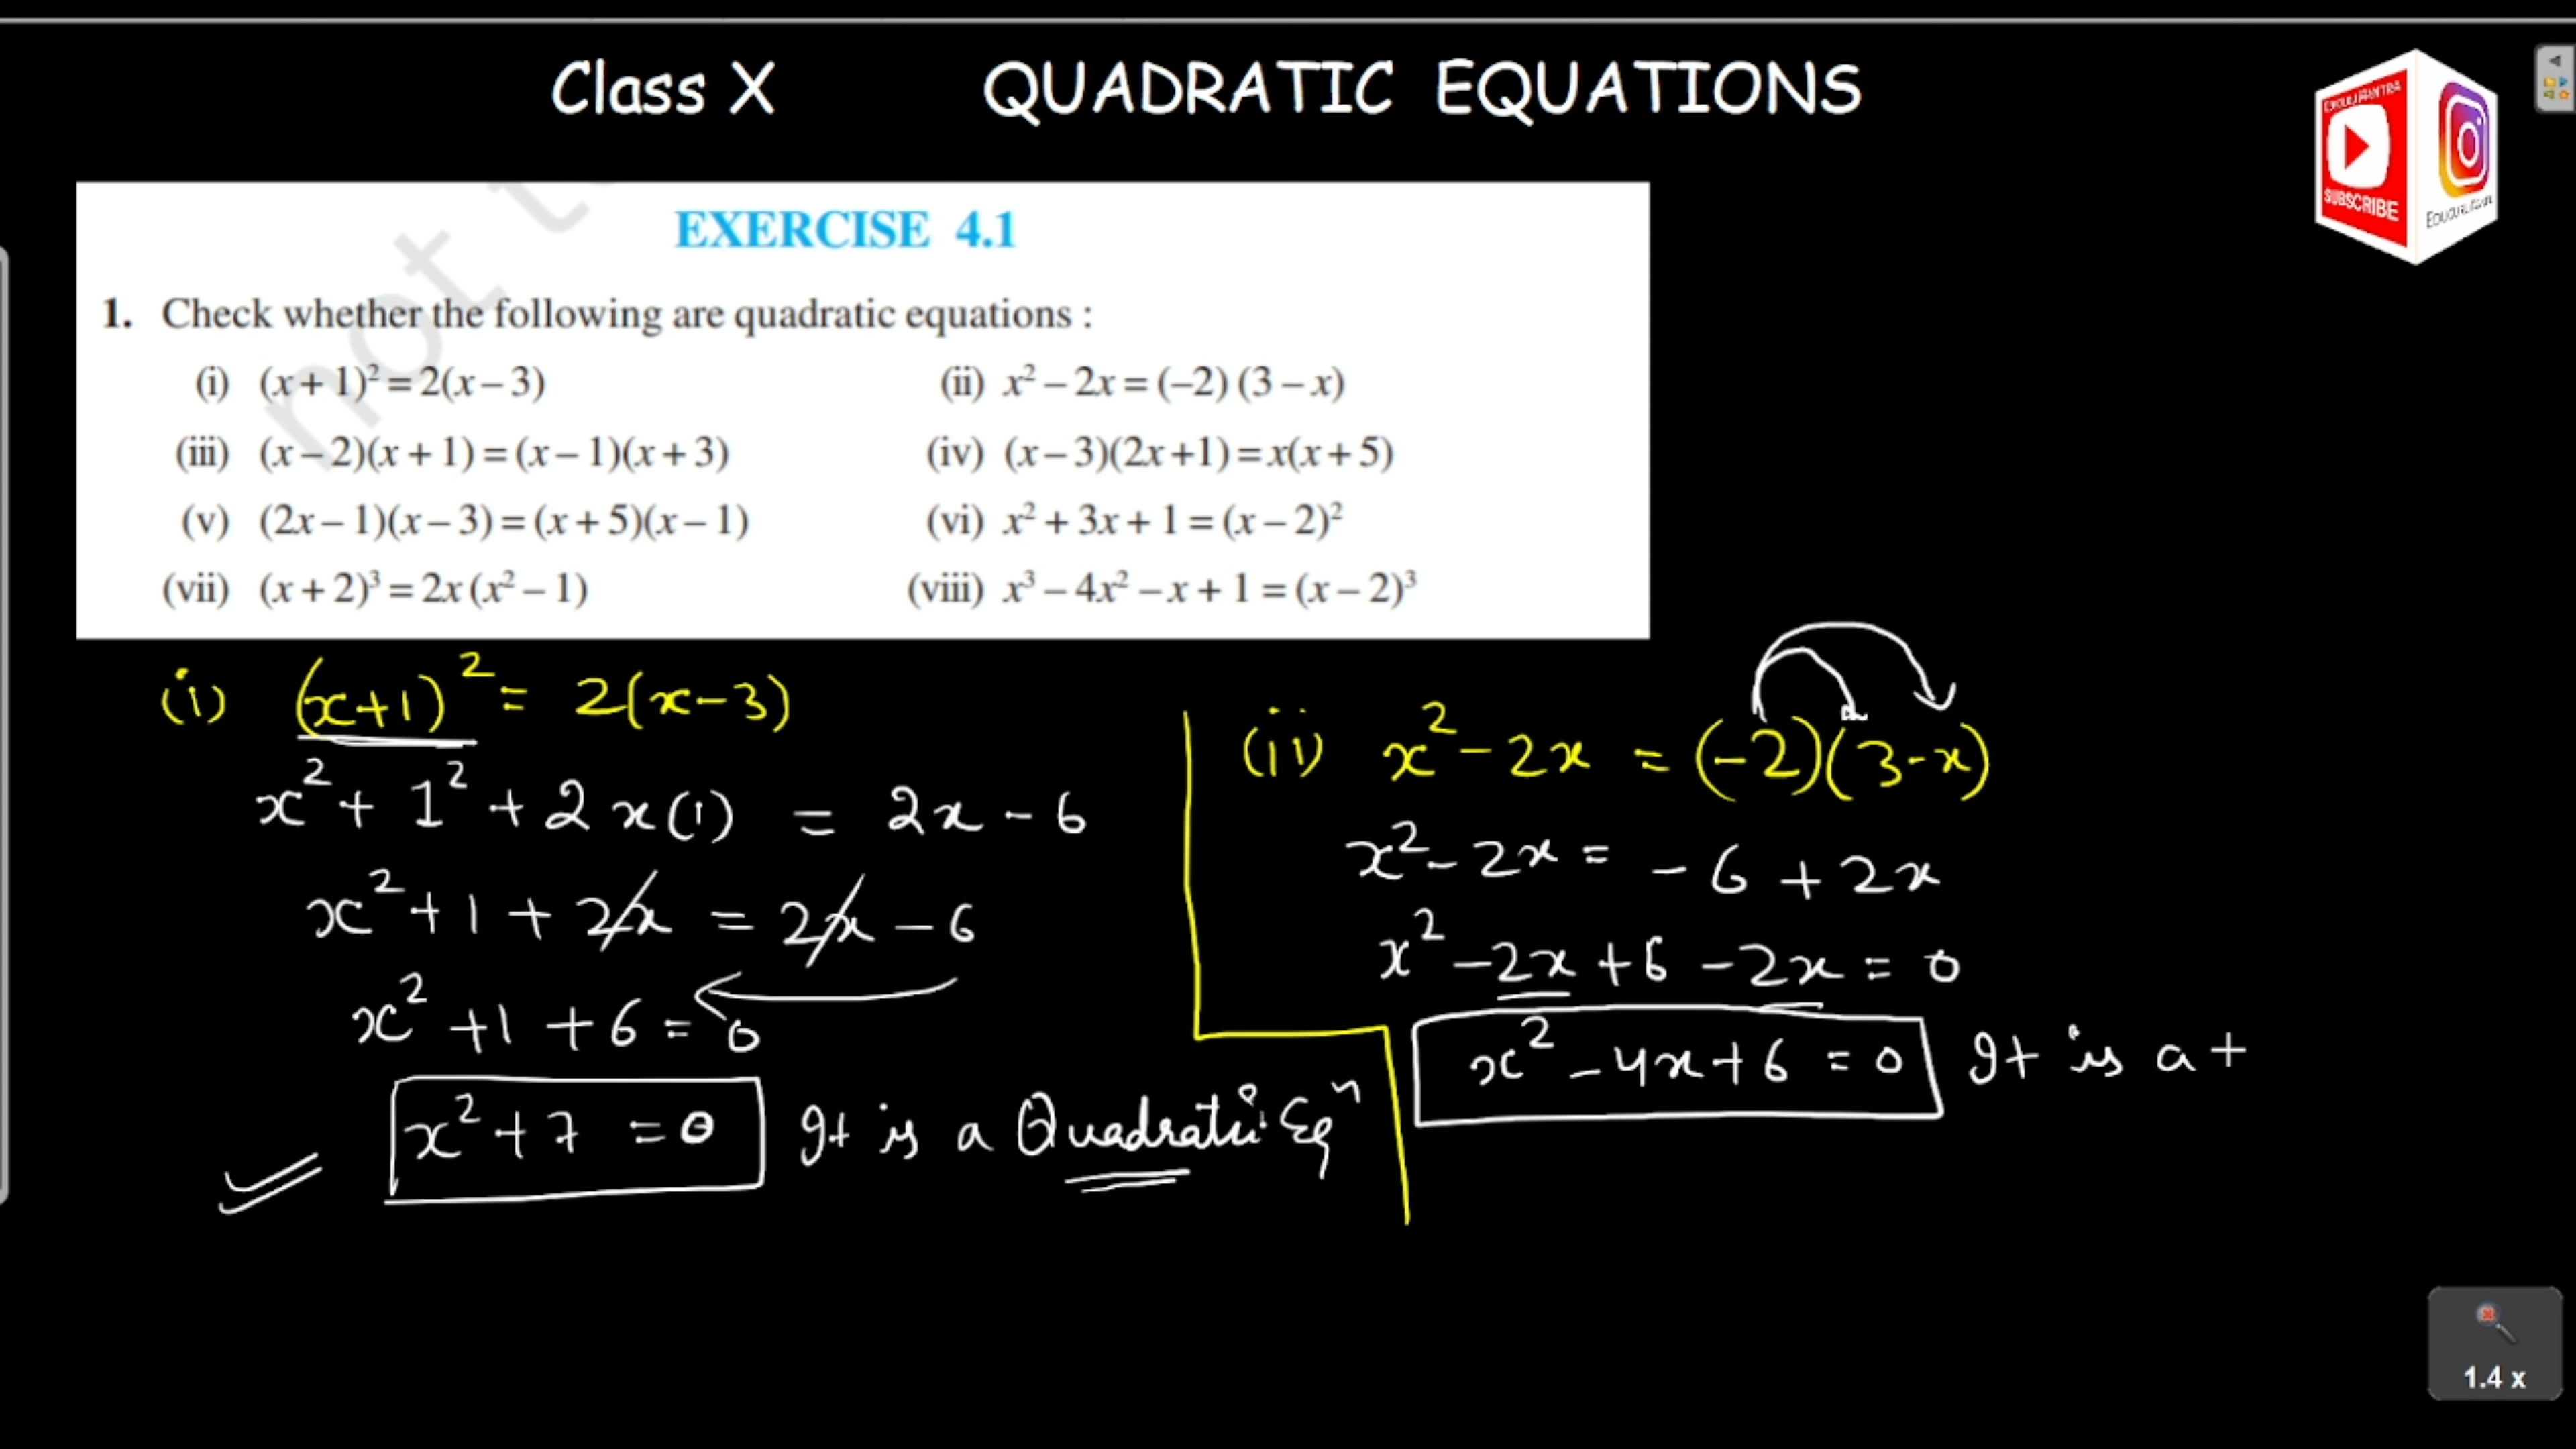 Class X QUADRATIC EQUATIONS
SUBSCRIBE
not
EXERCISE 4.1
1. Check whether the following are quadratic equations :
(i) (x + 1)² = 2(x – 3) (ii) x² – 2x = (–2) (3 – x)
(iii) (x – 2)(x + 1) = (x – 1)(x + 3) (iv) (x – 3)(2x +1) = x(x + 5)
(v) (2x – 1)(x – 3) = (x + 5)(x – 1) (vi) x² + 3x + 1 = (x – 2)²
(vii) (x + 2)³ = 2x (x² – 1) (viii) x³ – 4x² – x + 1 = (x – 2)³
(i) (x+1)² = 2(x-3)
x² + 1² + 2x(1) = 2x - 6
x² + 1 + 2x = 2x - 6
x² + 1 + 6 = 0
x² + 7 = 0 It is a Quadratic Eqⁿ
(ii) x² - 2x = (-2)(3-x)
x² - 2x = - 6 + 2x
x² - 2x + 6 - 2x = 0
x² - 4x + 6 = 0 It is a +
1.4 x